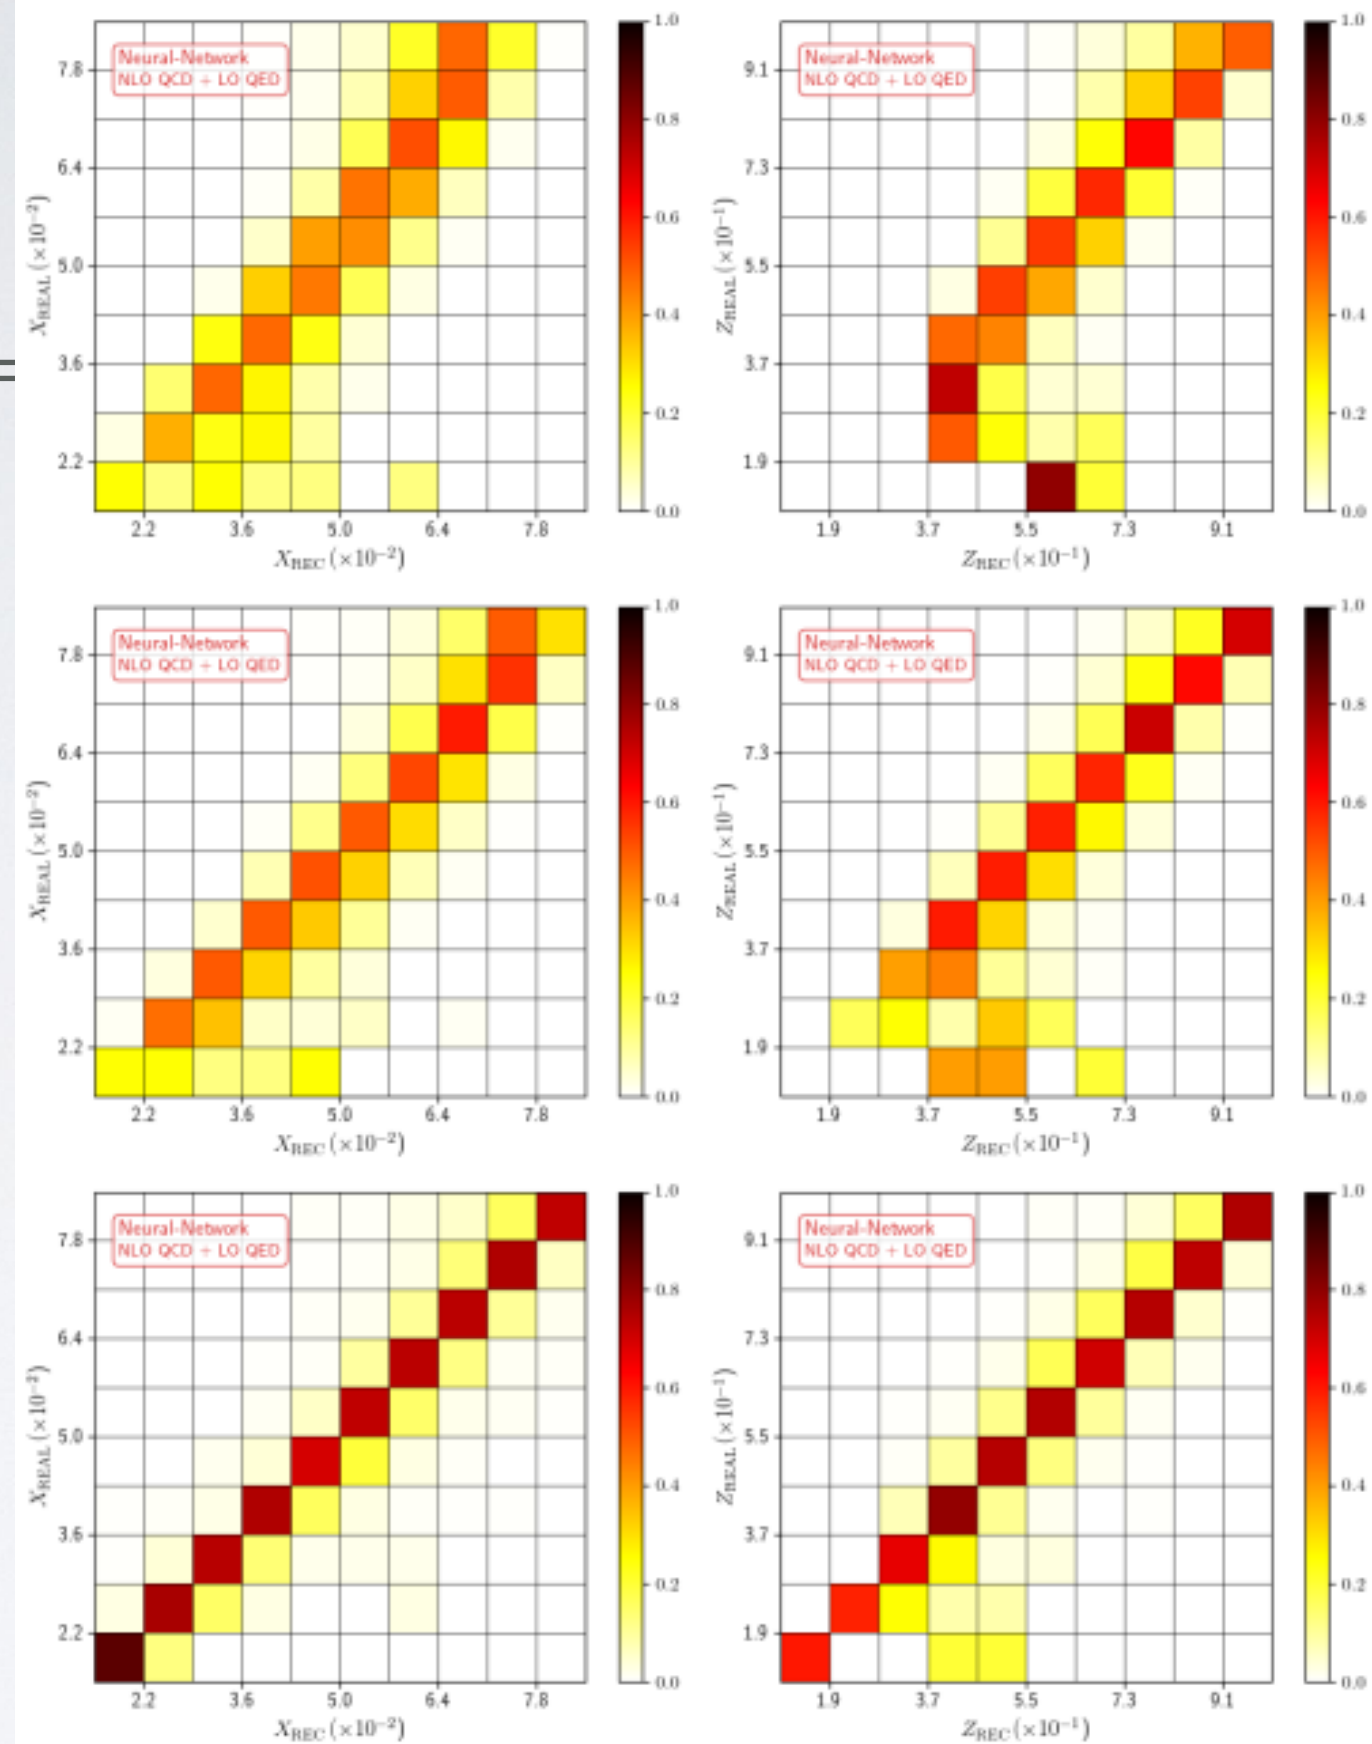 Neural-Network
NLO QCD + LO QED
7.8
6.4
5.0
3.6
2.2
X_REAL (×10⁻²)
2.2 3.6 5.0 6.4 7.8
X_REC (×10⁻²)
1.0
0.8
0.6
0.4
0.2
0.0
Neural-Network
NLO QCD + LO QED
9.1
7.3
5.5
3.7
1.9
Z_REAL (×10⁻¹)
1.9 3.7 5.5 7.3 9.1
Z_REC (×10⁻¹)
1.0
0.8
0.6
0.4
0.2
0.0
Neural-Network
NLO QCD + LO QED
7.8
6.4
5.0
3.6
2.2
X_REAL (×10⁻²)
2.2 3.6 5.0 6.4 7.8
X_REC (×10⁻²)
1.0
0.8
0.6
0.4
0.2
0.0
Neural-Network
NLO QCD + LO QED
9.1
7.3
5.5
3.7
1.9
Z_REAL (×10⁻¹)
1.9 3.7 5.5 7.3 9.1
Z_REC (×10⁻¹)
1.0
0.8
0.6
0.4
0.2
0.0
Neural-Network
NLO QCD + LO QED
7.8
6.4
5.0
3.6
2.2
X_REAL (×10⁻²)
2.2 3.6 5.0 6.4 7.8
X_REC (×10⁻²)
1.0
0.8
0.6
0.4
0.2
0.0
Neural-Network
NLO QCD + LO QED
9.1
7.3
5.5
3.7
1.9
Z_REAL (×10⁻¹)
1.9 3.7 5.5 7.3 9.1
Z_REC (×10⁻¹)
1.0
0.8
0.6
0.4
0.2
0.0